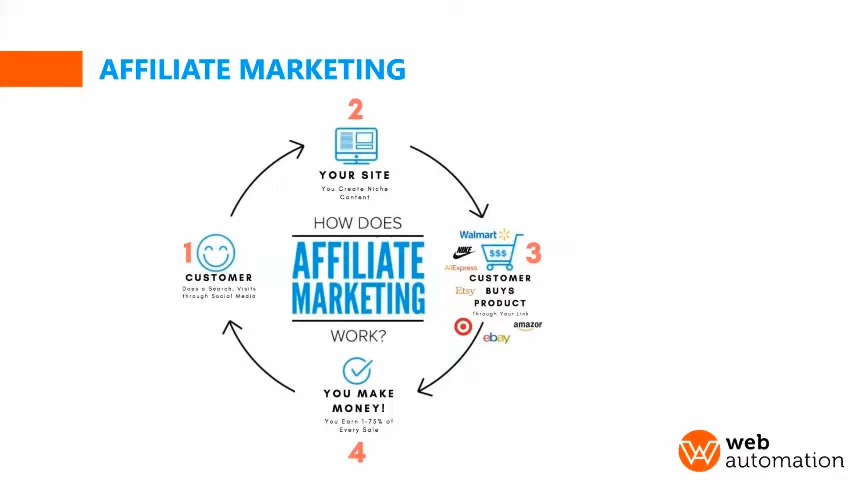 AFFILIATE MARKETING
2
YOUR SITE
You Create Niche
Content
1
CUSTOMER
Does a Search, Visits
through Social Media
HOW DOES
AFFILIATE
MARKETING
WORK?
Walmart
NIKE
$$$
3
AliExpress
CUSTOMER
BUYS
Etsy
PRODUCT
Through Your Link
amazon
ebay
YOU MAKE
MONEY!
You Earn 1-75% of
Every Sale
4
web
automation